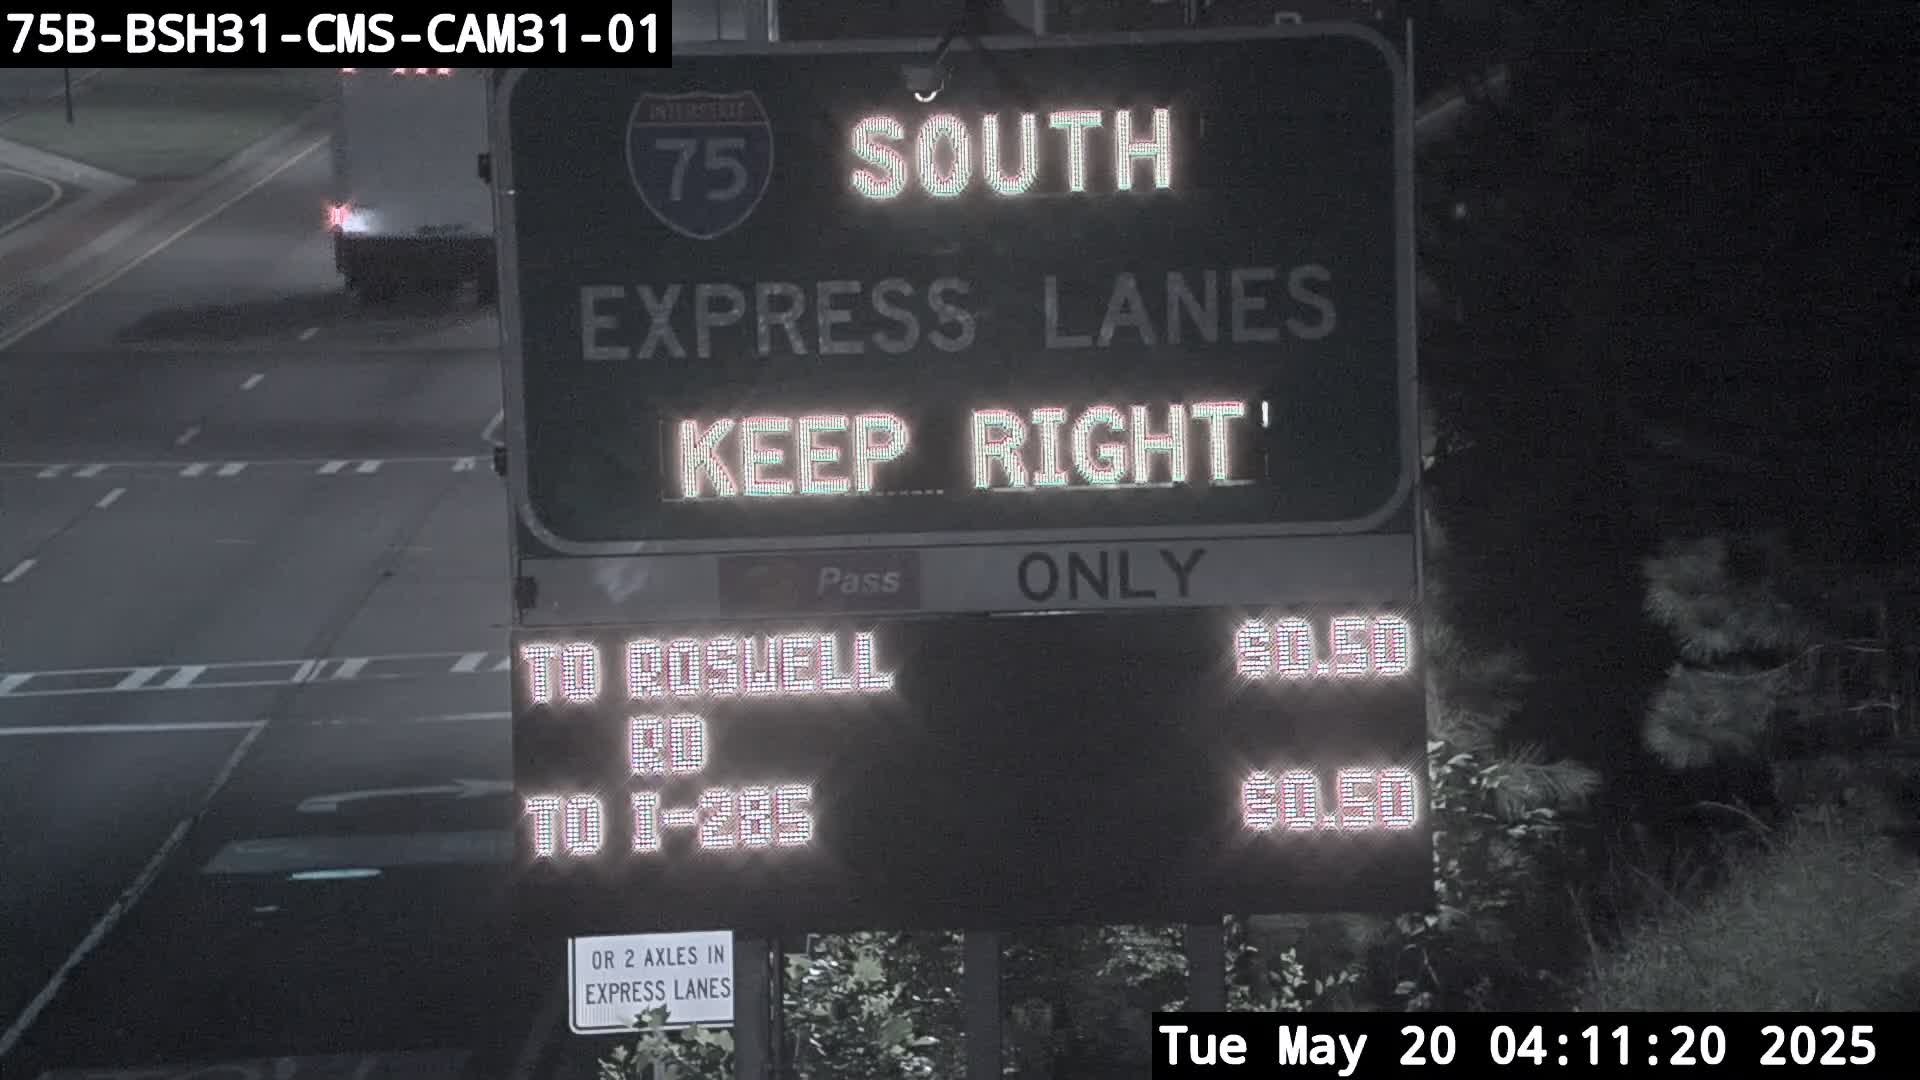 75B-BSH31-CMS-CAM31-01
INTERSTATE
75
SOUTH
EXPRESS LANES
KEEP RIGHT
Pass ONLY
TO ROSWELL $0.50
RD
TO I-285 $0.50
OR 2 AXLES IN
EXPRESS LANES
Tue May 20 04:11:20 2025